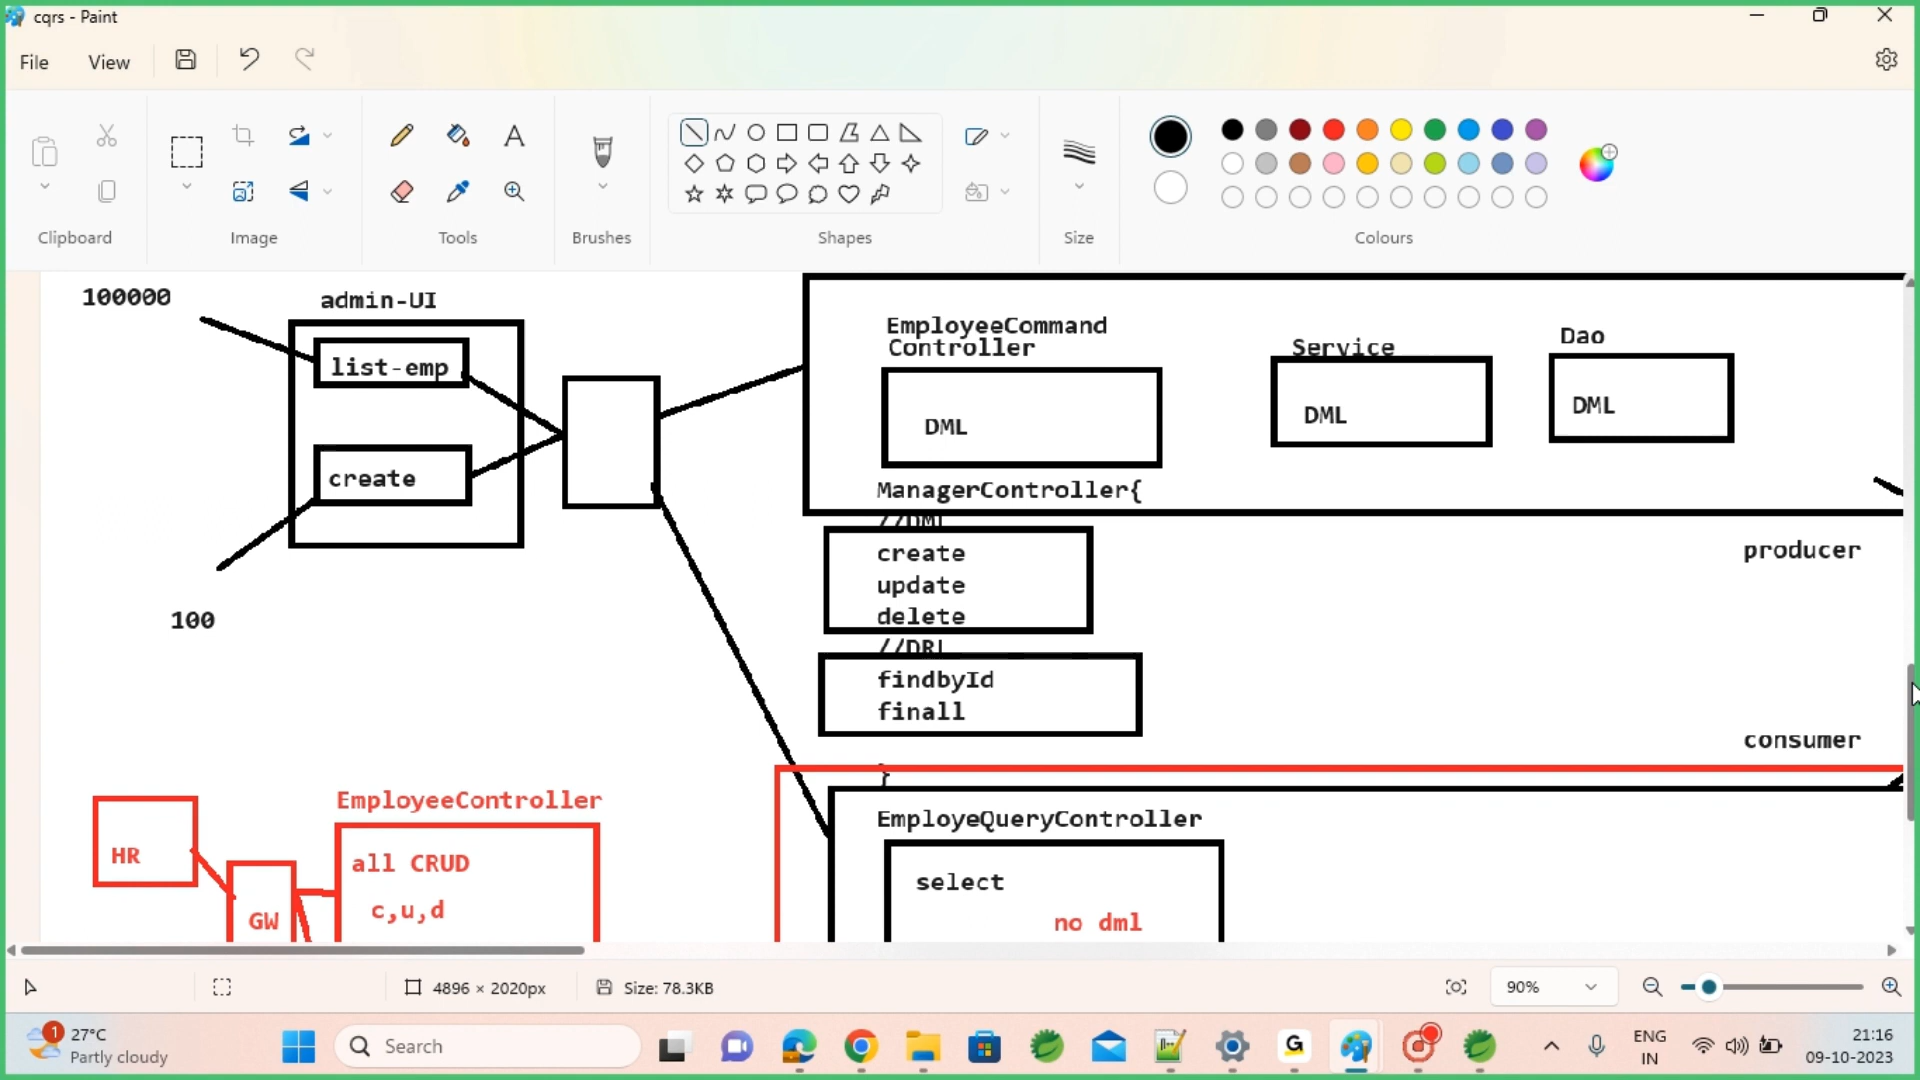 cqrs - Paint
File View
Clipboard
Image
Tools
Brushes
Shapes
Size
Colours
100000
admin-UI
list-emp
create
100
EmployeeCommand
Controller
DML
Service
DML
Dao
DML
ManagerController{
//DML
create
update
delete
//DRL
findbyId
finall
}
producer
consumer
EmployeQueryController
select
no dml
HR
GW
EmployeeController
all CRUD
c,u,d
4896 × 2020px
Size: 78.3KB
90%
1
27°C
Partly cloudy
Search
G
ENG
IN
21:16
09-10-2023